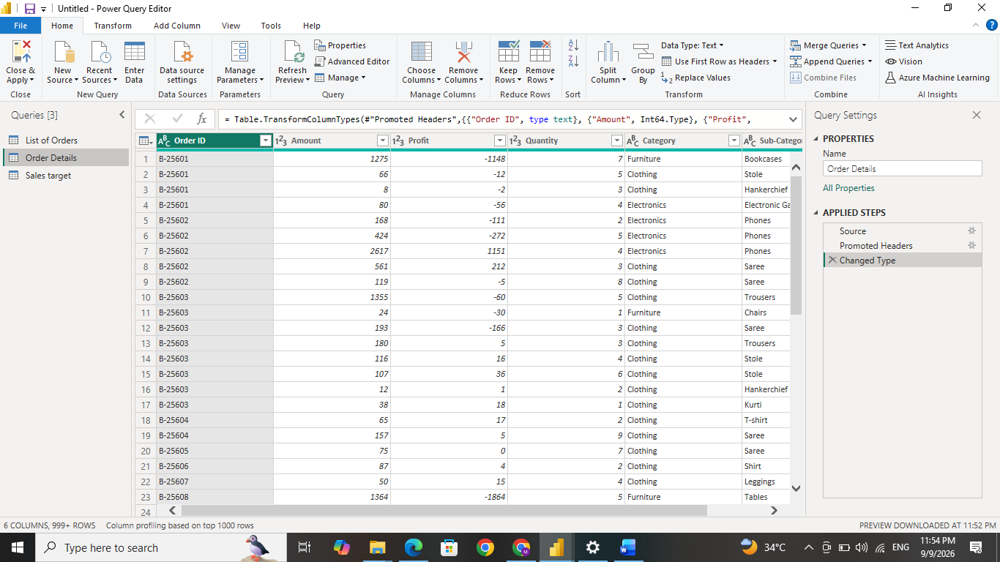 Untitled - Power Query Editor
File Home Transform Add Column View Tools Help
Close & Apply
New Source
Recent Sources
Enter Data
Data source settings
Manage Parameters
Refresh Preview
Properties
Advanced Editor
Manage
Choose Columns
Remove Columns
Keep Rows
Remove Rows
Split Column
Group By
Data Type: Text
Use First Row as Headers
Replace Values
Merge Queries
Append Queries
Combine Files
Text Analytics
Vision
Azure Machine Learning
Close New Query Data Sources Parameters Query Manage Columns Reduce Rows Sort Transform Combine AI Insights
Queries [3]
List of Orders
Order Details
Sales target
fx = Table.TransformColumnTypes(#"Promoted Headers",{{"Order ID", type text}, {"Amount", Int64.Type}, {"Profit",
ABC Order ID 123 Amount 123 Profit 123 Quantity ABC Category ABC Sub-Catego
1 B-25601 1275 -1148 7 Furniture Bookcases
2 B-25601 66 -12 5 Clothing Stole
3 B-25601 8 -2 3 Clothing Hankerchief
4 B-25601 80 -56 4 Electronics Electronic Ga
5 B-25602 168 -111 2 Electronics Phones
6 B-25602 424 -272 5 Electronics Phones
7 B-25602 2617 1151 4 Electronics Phones
8 B-25602 561 212 3 Clothing Saree
9 B-25602 119 -5 8 Clothing Saree
10 B-25603 1355 -60 5 Clothing Trousers
11 B-25603 24 -30 1 Furniture Chairs
12 B-25603 193 -166 3 Clothing Saree
13 B-25603 180 5 3 Clothing Trousers
14 B-25603 116 16 4 Clothing Stole
15 B-25603 107 36 6 Clothing Stole
16 B-25603 12 1 2 Clothing Hankerchief
17 B-25603 38 18 1 Clothing Kurti
18 B-25604 65 17 2 Clothing T-shirt
19 B-25604 157 5 9 Clothing Saree
20 B-25605 75 0 7 Clothing Saree
21 B-25606 87 4 2 Clothing Shirt
22 B-25607 50 15 4 Clothing Leggings
23 B-25608 1364 -1864 5 Furniture Tables
24
Query Settings
PROPERTIES
Name
Order Details
All Properties
APPLIED STEPS
Source
Promoted Headers
Changed Type
6 COLUMNS, 999+ ROWS Column profiling based on top 1000 rows
PREVIEW DOWNLOADED AT 11:52 PM
Type here to search
34°C
ENG
11:54 PM
9/9/2026